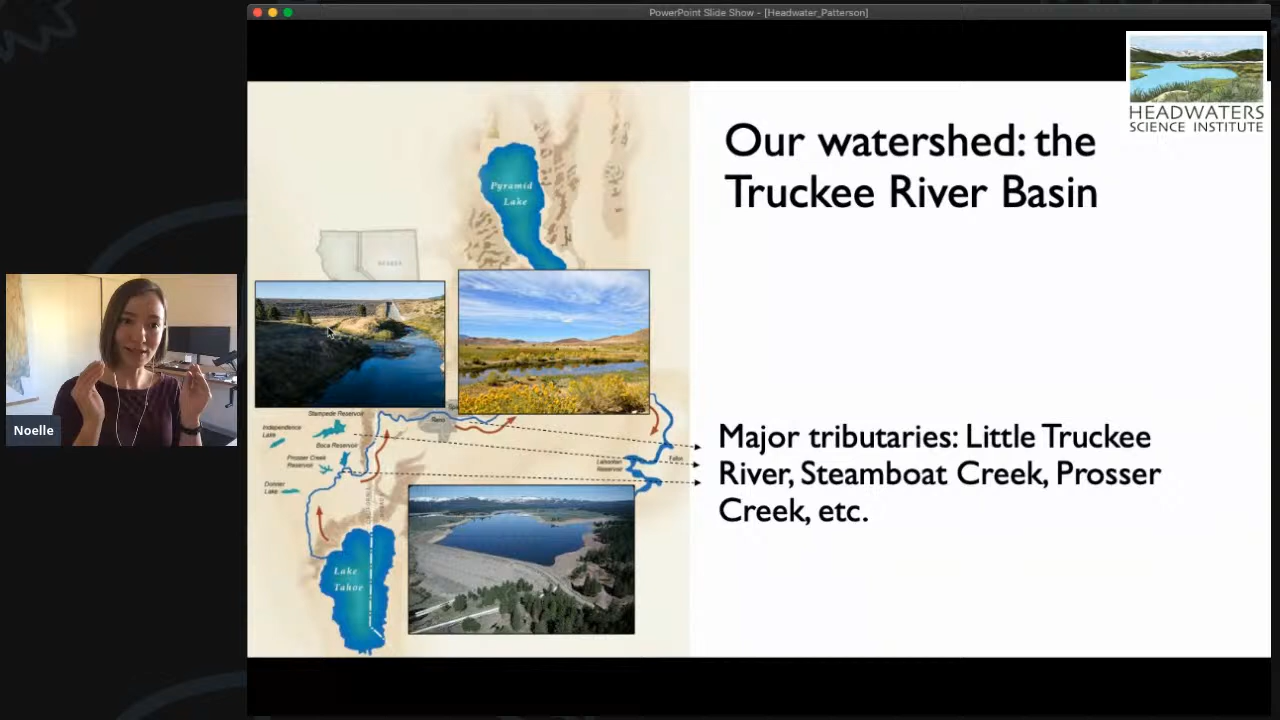 PowerPoint Slide Show - [Headwater_Patterson]
HEADWATERS
SCIENCE INSTITUTE
Our watershed: the
Truckee River Basin
Pyramid
Lake
NEVADA
Noelle
Stampede Reservoir
Independence
Lake
Reno
Boca Reservoir
Prosser Creek
Reservoir
Lahontan
Reservoir
Donner
Lake
Major tributaries: Little Truckee
River, Steamboat Creek, Prosser
Creek, etc.
Lake
Tahoe